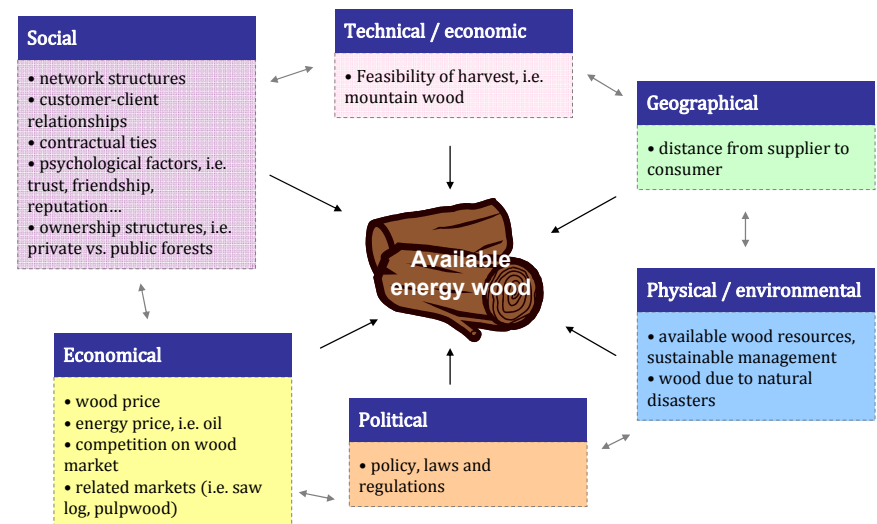 Social
• network structures
• customer-client
relationships
• contractual ties
• psychological factors, i.e.
trust, friendship,
reputation…
• ownership structures, i.e.
private vs. public forests
Technical / economic
• Feasibility of harvest, i.e.
mountain wood
Geographical
• distance from supplier to
consumer
Available
energy wood
Physical / environmental
• available wood resources,
sustainable management
• wood due to natural
disasters
Economical
• wood price
• energy price, i.e. oil
• competition on wood
market
• related markets (i.e. saw
log, pulpwood)
Political
• policy, laws and
regulations